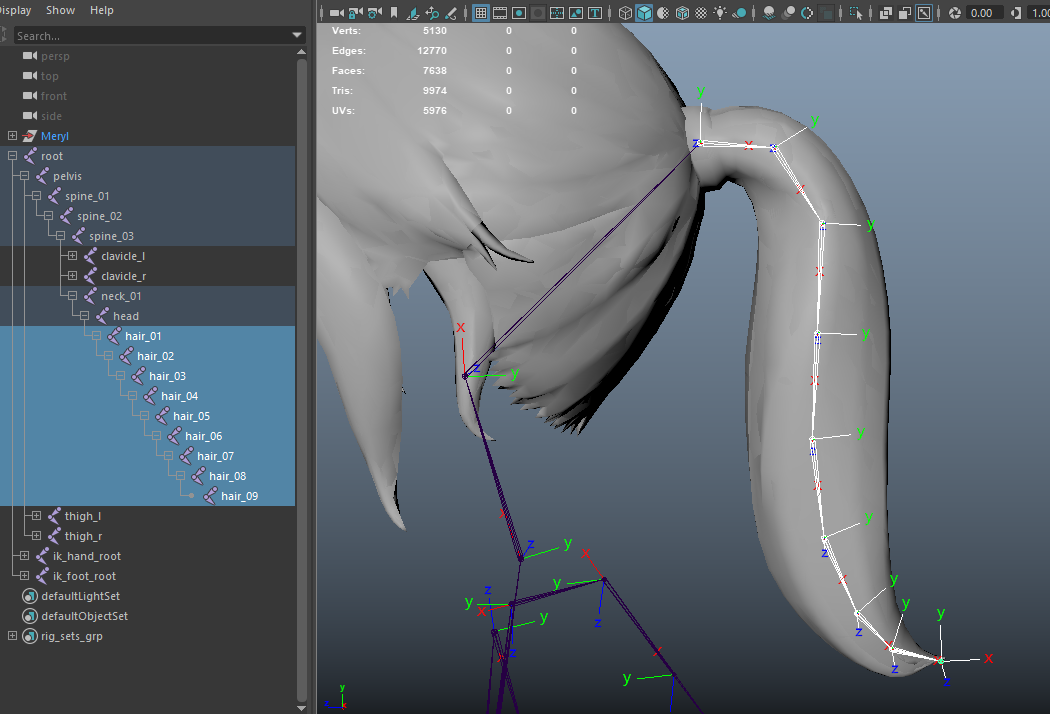 Display Show Help
0.00 1.00
Search...
persp
top
front
side
Meryl
root
pelvis
spine_01
spine_02
spine_03
clavicle_l
clavicle_r
neck_01
head
hair_01
hair_02
hair_03
hair_04
hair_05
hair_06
hair_07
hair_08
hair_09
thigh_l
thigh_r
ik_hand_root
ik_foot_root
defaultLightSet
defaultObjectSet
rig_sets_grp
Verts: 5130 0 0
Edges: 12770 0 0
Faces: 7638 0 0
Tris: 9974 0 0
UVs: 5976 0 0
y
y
z x z
x
y
x
y
x
x
z y
y
x
x
y
z y
z
x
y
x
y
z
y
y x
y
z
z
y
x
z
x
z
x
z
y
z
y